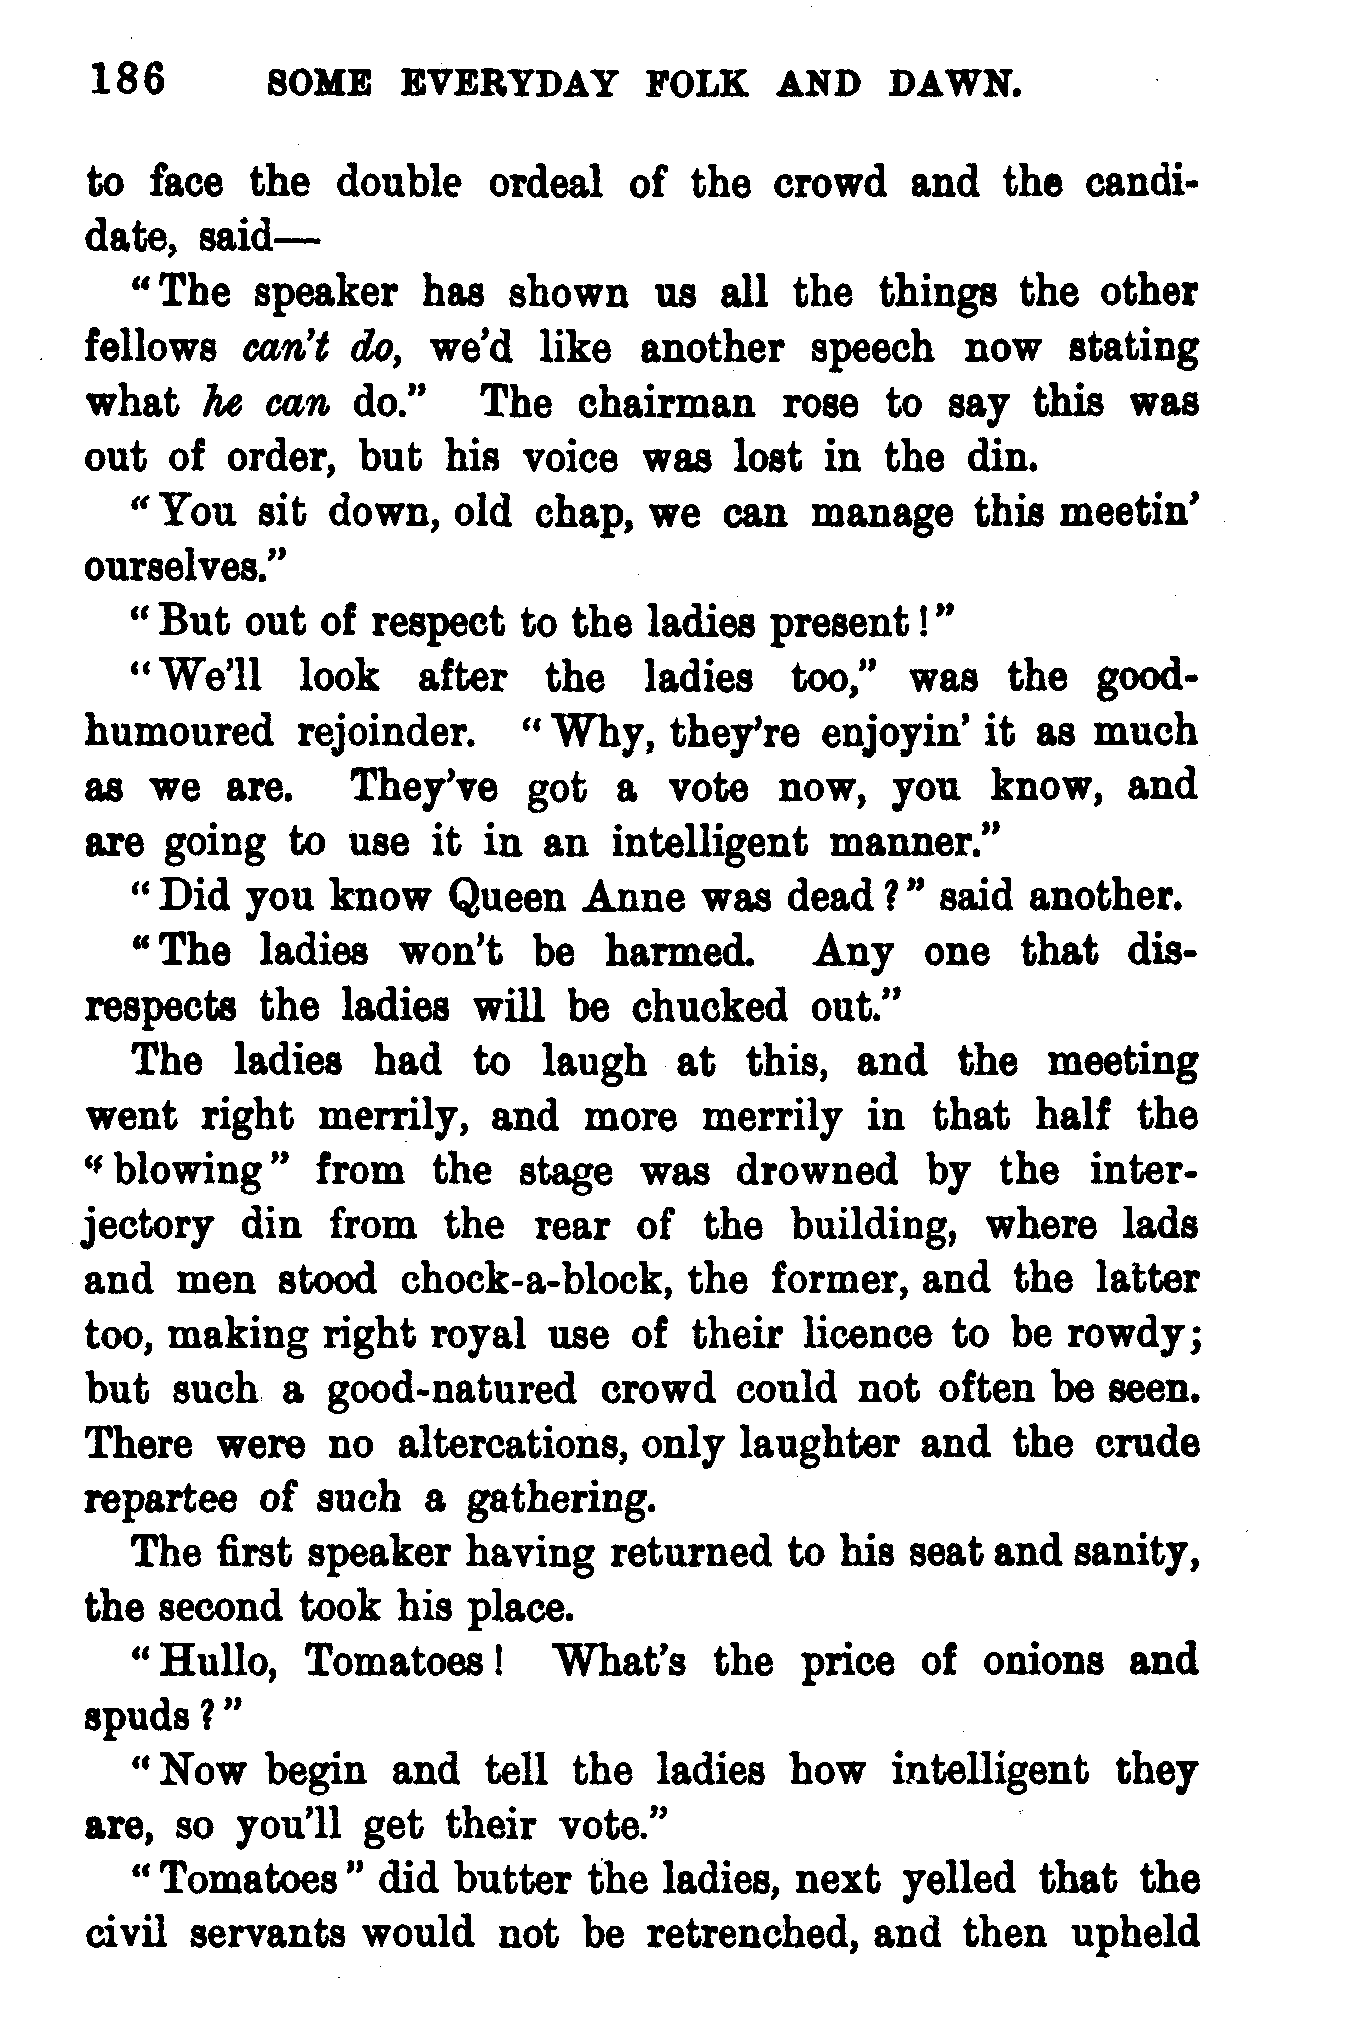 186 SOME EVERYDAY FOLK AND DAWN.
to face the double ordeal of the crowd and the candi-
date, said—
"The speaker has shown us all the things the other
fellows can't do, we'd like another speech now stating
what he can do." The chairman rose to say this was
out of order, but his voice was lost in the din.
"You sit down, old chap, we can manage this meetin'
ourselves."
"But out of respect to the ladies present!"
"We'll look after the ladies too," was the good-
humoured rejoinder. "Why, they're enjoyin' it as much
as we are. They've got a vote now, you know, and
are going to use it in an intelligent manner."
"Did you know Queen Anne was dead?" said another.
"The ladies won't be harmed. Any one that dis-
respects the ladies will be chucked out."
The ladies had to laugh at this, and the meeting
went right merrily, and more merrily in that half the
"blowing" from the stage was drowned by the inter-
jectory din from the rear of the building, where lads
and men stood chock-a-block, the former, and the latter
too, making right royal use of their licence to be rowdy;
but such a good-natured crowd could not often be seen.
There were no altercations, only laughter and the crude
repartee of such a gathering.
The first speaker having returned to his seat and sanity,
the second took his place.
"Hullo, Tomatoes! What's the price of onions and
spuds?"
"Now begin and tell the ladies how intelligent they
are, so you'll get their vote."
"Tomatoes" did butter the ladies, next yelled that the
civil servants would not be retrenched, and then upheld